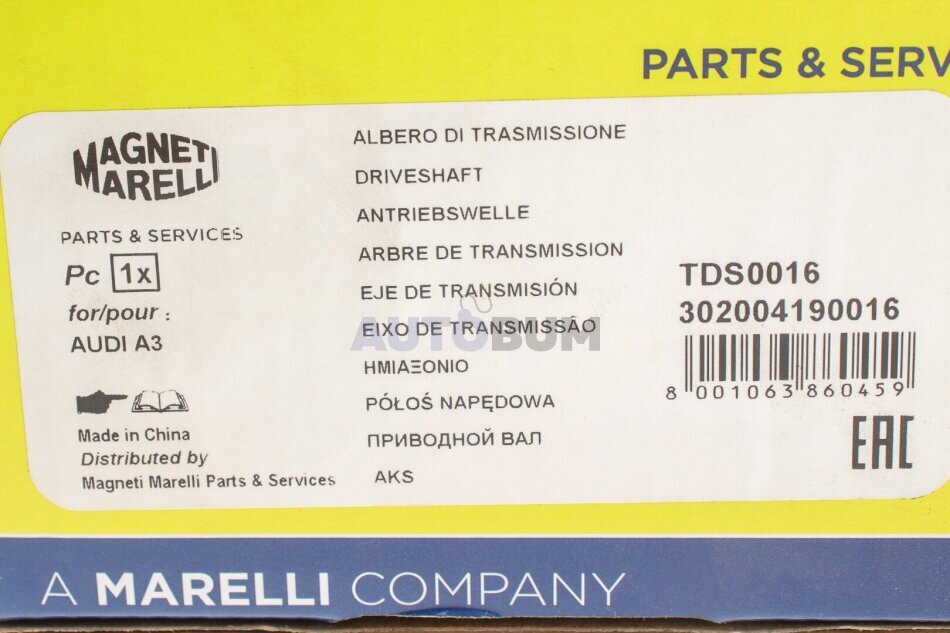 PARTS & SERV
MAGNETI
MARELLI
PARTS & SERVICES
Pc 1x
for/pour :
AUDI A3
Made in China
Distributed by
Magneti Marelli Parts & Services
ALBERO DI TRASMISSIONE
DRIVESHAFT
ANTRIEBSWELLE
ARBRE DE TRANSMISSION
EJE DE TRANSMISIÓN
EIXO DE TRANSMISSÃO
ΗΜΙΑΞΟΝΙΟ
PÓŁOŚ NAPĘDOWA
ПРИВОДНОЙ ВАЛ
AKS
AUTOBUM
TDS0016
302004190016
8 001063 860459
EAC
A MARELLI COMPANY